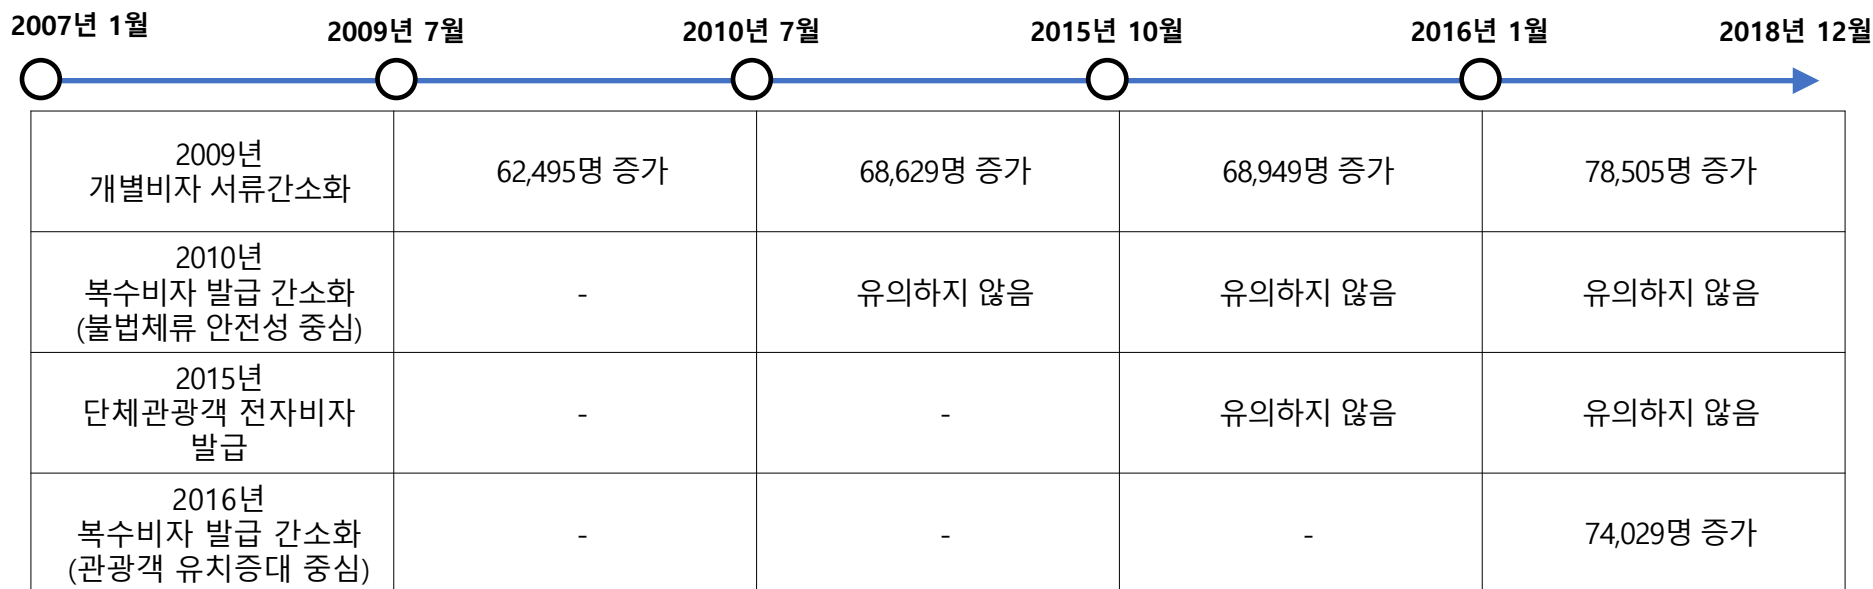 2007년 1월 2009년 7월 2010년 7월 2015년 10월 2016년 1월 2018년 12월
2009년
개별비자 서류간소화
62,495명 증가 68,629명 증가 68,949명 증가 78,505명 증가
2010년
복수비자 발급 간소화
(불법체류 안전성 중심)
- 유의하지 않음 유의하지 않음 유의하지 않음
2015년
단체관광객 전자비자
발급
- - 유의하지 않음 유의하지 않음
2016년
복수비자 발급 간소화
(관광객 유치증대 중심)
- - - 74,029명 증가